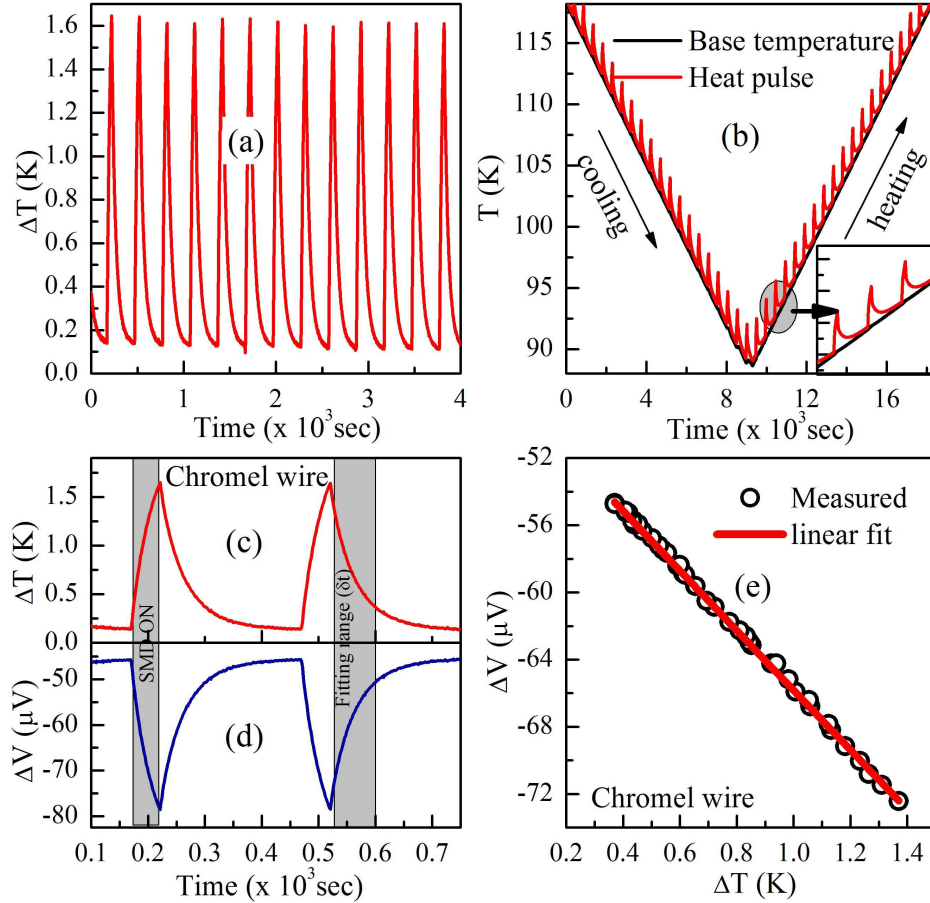 1.6
1.4
1.2
1.0
0.8
0.6
0.4
0.2
0.0
ΔT (K)
(a)
0 1 2 3 4
Time (x 10³sec)
115
110
105
100
95
90
T (K)
Base temperature
Heat pulse
(b)
cooling
heating
0 4 8 12 16
Time (x 10³sec)
Chromel wire
1.5
1.0
0.5
0.0
ΔT (K)
(c)
SMD-ON
Fitting range (δt)
-50
-60
-70
-80
ΔV (μV)
(d)
0.1 0.2 0.3 0.4 0.5 0.6 0.7
Time (x 10³sec)
-52
-56
-60
-64
-68
-72
ΔV (μV)
Measured
linear fit
(e)
Chromel wire
0.2 0.4 0.6 0.8 1.0 1.2 1.4
ΔT (K)